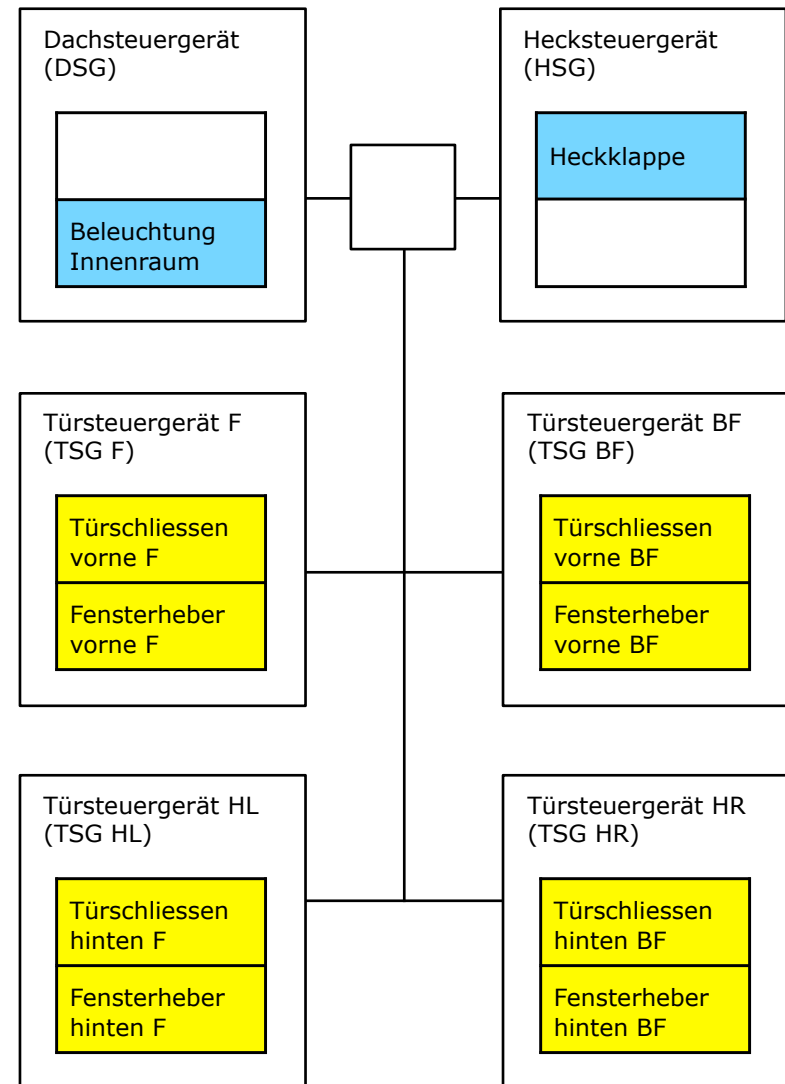 Dachsteuergerät
(DSG)
Beleuchtung
Innenraum
Hecksteuergerät
(HSG)
Heckklappe
Türsteuergerät F
(TSG F)
Türschliessen
vorne F
Fensterheber
vorne F
Türsteuergerät BF
(TSG BF)
Türschliessen
vorne BF
Fensterheber
vorne BF
Türsteuergerät HL
(TSG HL)
Türschliessen
hinten F
Fensterheber
hinten F
Türsteuergerät HR
(TSG HR)
Türschliessen
hinten BF
Fensterheber
hinten BF